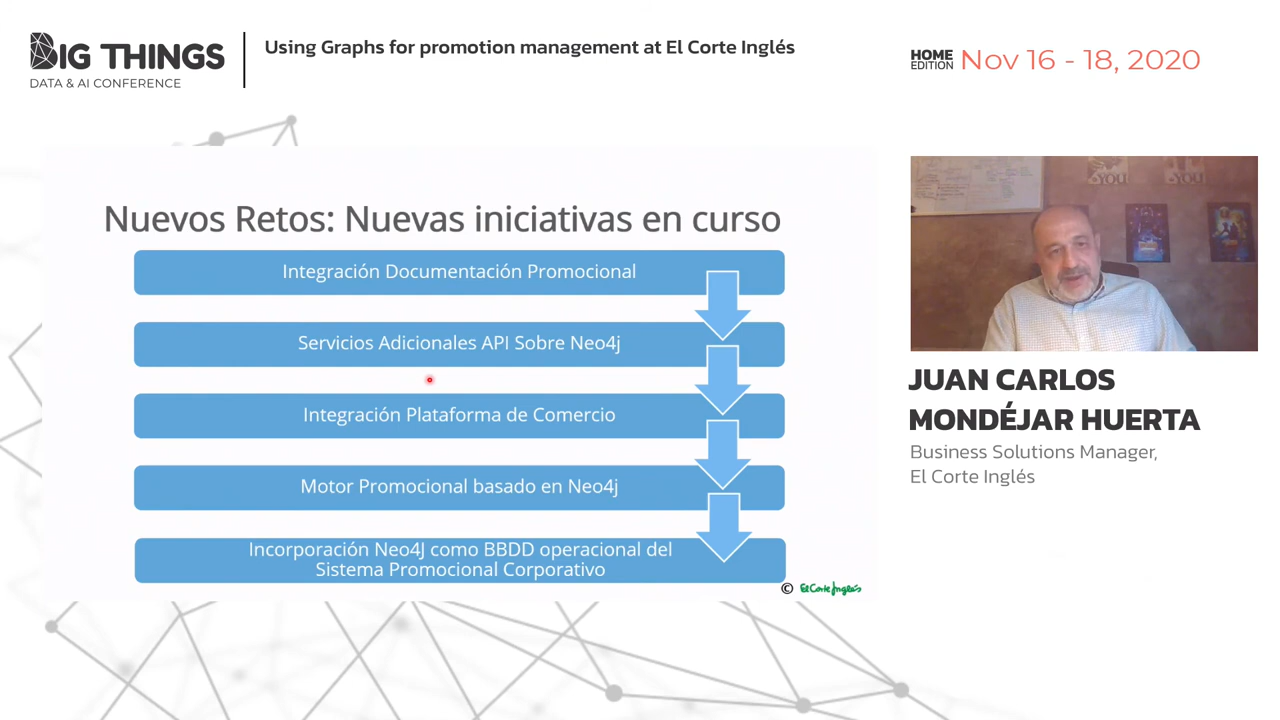 BIG THINGS
DATA & AI CONFERENCE
Using Graphs for promotion management at El Corte Inglés
HOME
EDITION
Nov 16 - 18, 2020
Nuevos Retos: Nuevas iniciativas en curso
Integración Documentación Promocional
Servicios Adicionales API Sobre Neo4j
Integración Plataforma de Comercio
Motor Promocional basado en Neo4j
Incorporación Neo4J como BBDD operacional del
Sistema Promocional Corporativo
© El Corte Inglés
YOU
YOU
JUAN CARLOS
MONDÉJAR HUERTA
Business Solutions Manager,
El Corte Inglés